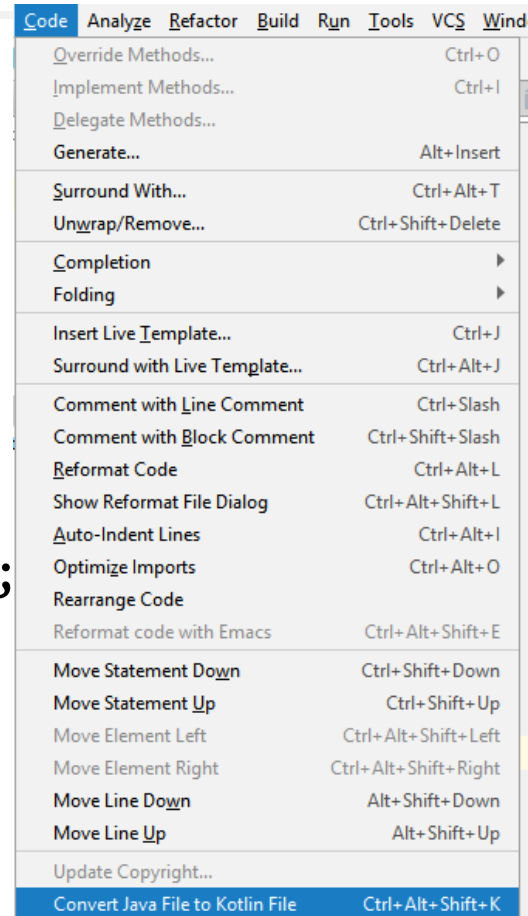 Code Analyze Refactor Build Run Tools VCS Wind
Override Methods... Ctrl+O
Implement Methods... Ctrl+I
Delegate Methods...
Generate... Alt+Insert
Surround With... Ctrl+Alt+T
Unwrap/Remove... Ctrl+Shift+Delete
Completion
Folding
Insert Live Template... Ctrl+J
Surround with Live Template... Ctrl+Alt+J
Comment with Line Comment Ctrl+Slash
Comment with Block Comment Ctrl+Shift+Slash
Reformat Code Ctrl+Alt+L
Show Reformat File Dialog Ctrl+Alt+Shift+L
Auto-Indent Lines Ctrl+Alt+I
; Optimize Imports Ctrl+Alt+O
Rearrange Code
Reformat code with Emacs Ctrl+Alt+Shift+E
Move Statement Down Ctrl+Shift+Down
Move Statement Up Ctrl+Shift+Up
Move Element Left Ctrl+Alt+Shift+Left
Move Element Right Ctrl+Alt+Shift+Right
Move Line Down Alt+Shift+Down
Move Line Up Alt+Shift+Up
Update Copyright...
Convert Java File to Kotlin File Ctrl+Alt+Shift+K